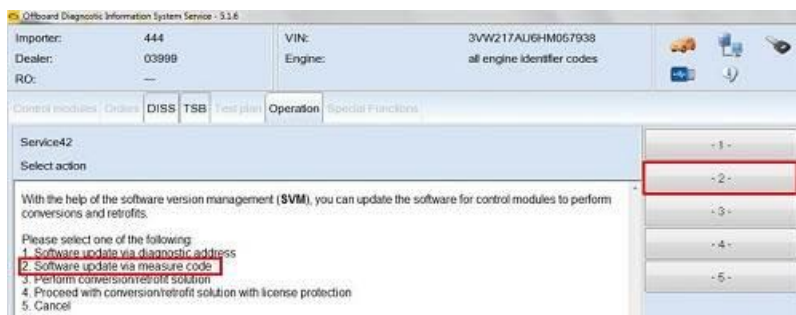 Offboard Diagnostic Information System Service - 5.1.6
Importer: 444 VIN: 3VW217AU6HM057938
Dealer: 03999 Engine: all engine identifier codes
RO: ---
Control modules Orders DISS TSB Test plan Operation Special Functions
Service42
Select action
- 1 -
- 2 -
- 3 -
- 4 -
- 5 -
With the help of the software version management (SVM), you can update the software for control modules to perform
conversions and retrofits.
Please select one of the following:
1. Software update via diagnostic address
2. Software update via measure code
3. Perform conversion/retrofit solution
4. Proceed with conversion/retrofit solution with license protection
5. Cancel